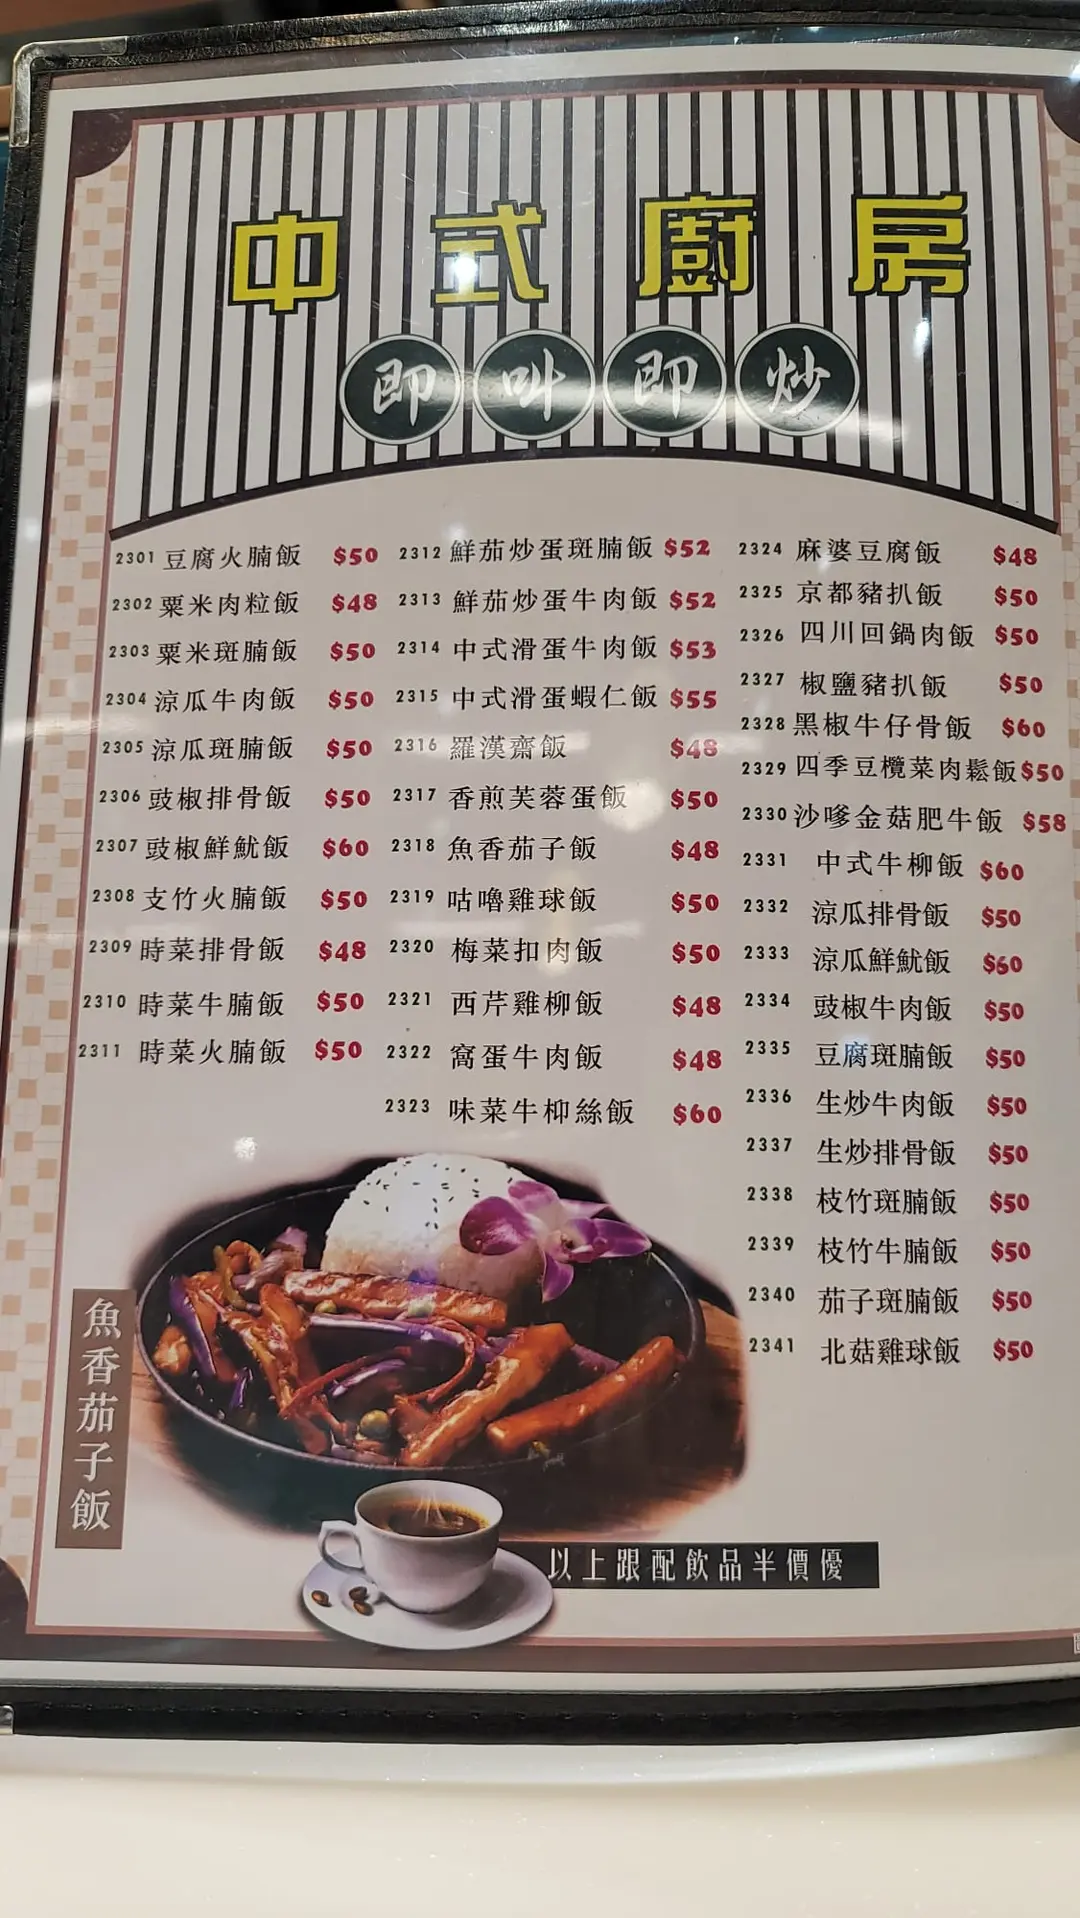 中式廚房
即叫即炒
2301 豆腐火腩飯 $50
2302 粟米肉粒飯 $48
2303 粟米斑腩飯 $50
2304 涼瓜牛肉飯 $50
2305 涼瓜斑腩飯 $50
2306 豉椒排骨飯 $50
2307 豉椒鮮魷飯 $60
2308 支竹火腩飯 $50
2309 時菜排骨飯 $48
2310 時菜牛腩飯 $50
2311 時菜火腩飯 $50
2312 鮮茄炒蛋斑腩飯 $52
2313 鮮茄炒蛋牛肉飯 $52
2314 中式滑蛋牛肉飯 $53
2315 中式滑蛋蝦仁飯 $55
2316 羅漢齋飯 $48
2317 香煎芙蓉蛋飯 $50
2318 魚香茄子飯 $48
2319 咕嚕雞球飯 $50
2320 梅菜扣肉飯 $50
2321 西芹雞柳飯 $48
2322 窩蛋牛肉飯 $48
2323 味菜牛柳絲飯 $60
2324 麻婆豆腐飯 $48
2325 京都豬扒飯 $50
2326 四川回鍋肉飯 $50
2327 椒鹽豬扒飯 $50
2328 黑椒牛仔骨飯 $60
2329 四季豆欖菜肉鬆飯 $50
2330 沙嗲金菇肥牛飯 $58
2331 中式牛柳飯 $60
2332 涼瓜排骨飯 $50
2333 涼瓜鮮魷飯 $60
2334 豉椒牛肉飯 $50
2335 豆腐斑腩飯 $50
2336 生炒牛肉飯 $50
2337 生炒排骨飯 $50
2338 枝竹斑腩飯 $50
2339 枝竹牛腩飯 $50
2340 茄子斑腩飯 $50
2341 北菇雞球飯 $50
魚香茄子飯
以上跟配飲品半價優